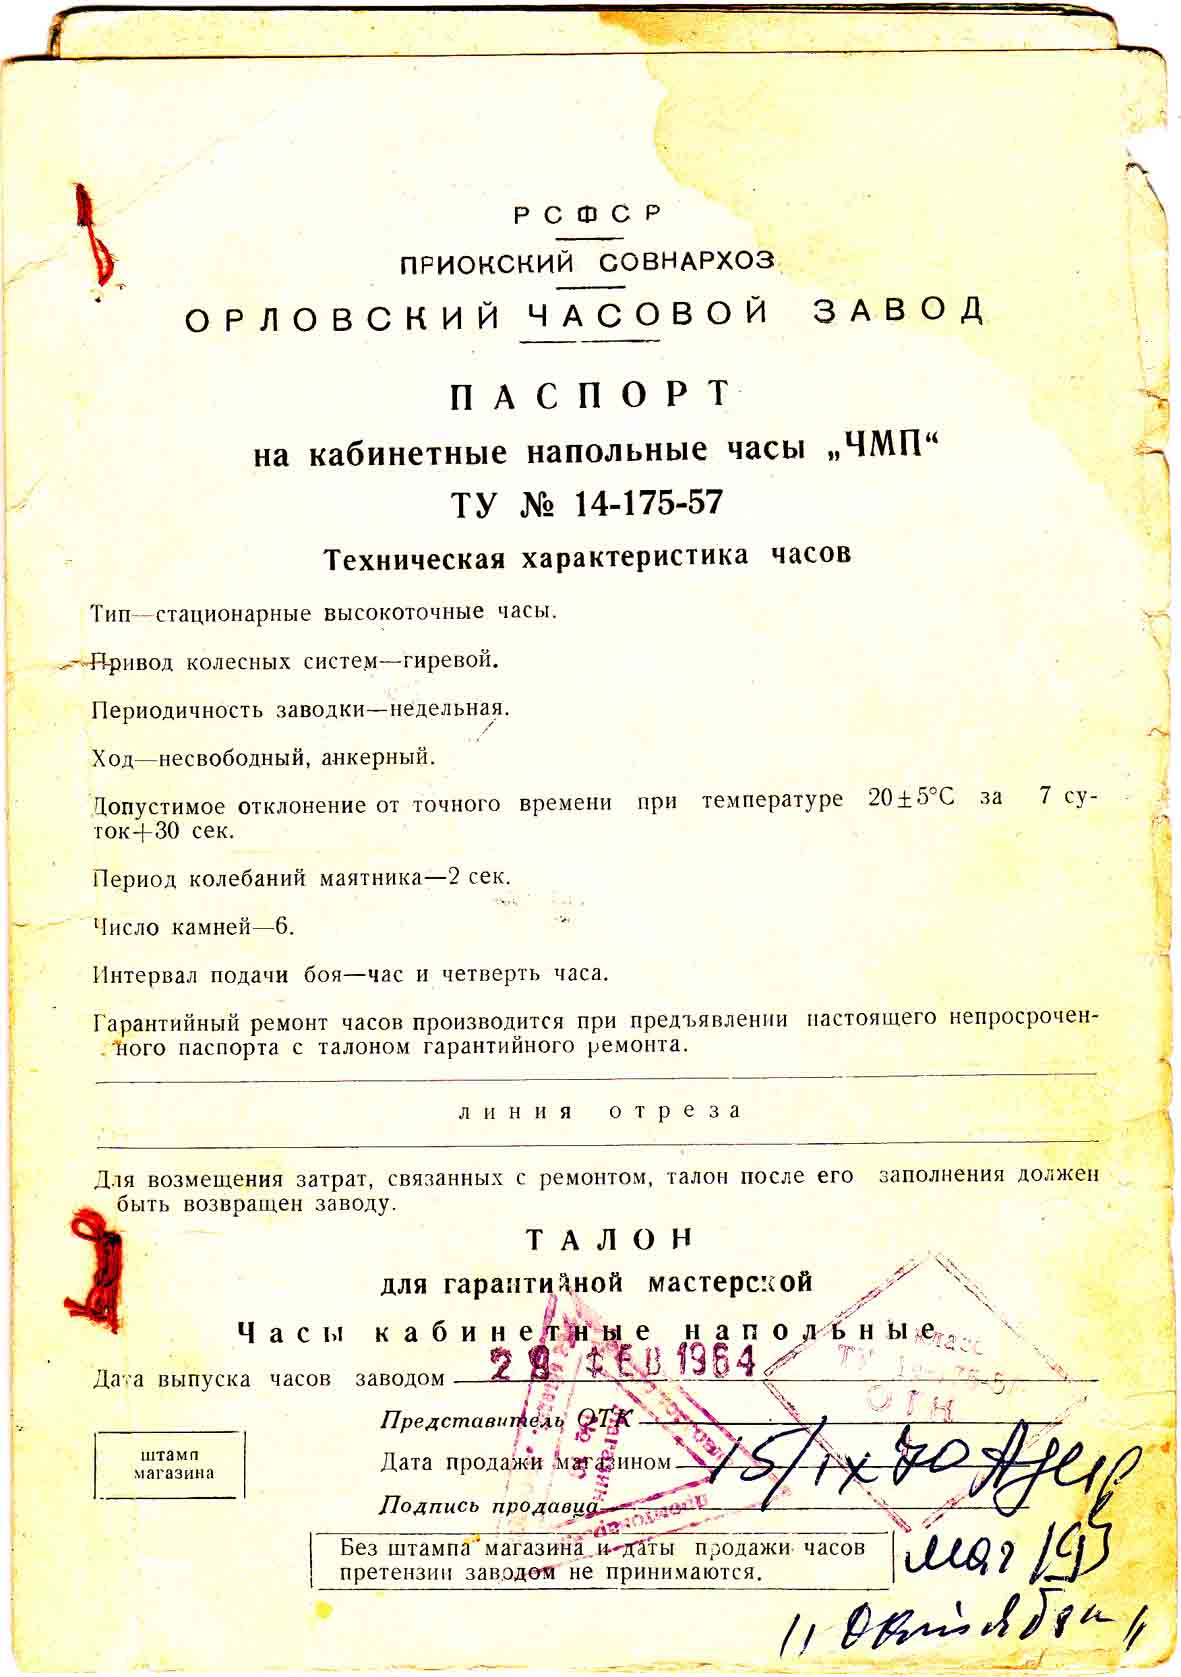 РСФСР
ПРИОКСКИЙ СОВНАРХОЗ
ОРЛОВСКИЙ ЧАСОВОЙ ЗАВОД
ПАСПОРТ
на кабинетные напольные часы „ЧМП“
ТУ № 14-175-57
Техническая характеристика часов
Тип—стационарные высокоточные часы.
Привод колесных систем—гиревой.
Периодичность заводки—недельная.
Ход—несвободный, анкерный.
Допустимое отклонение от точного времени при температуре 20±5°С за 7 су-
ток+30 сек.
Период колебаний маятника—2 сек.
Число камней—6.
Интервал подачи боя—час и четверть часа.
Гарантийный ремонт часов производится при предъявлении настоящего непросрочен-
ного паспорта с талоном гарантийного ремонта.
линия отреза
Для возмещения затрат, связанных с ремонтом, талон после его заполнения должен
быть возвращен заводу.
ТАЛОН
для гарантийной мастерской
Часы кабинетные напольные
класс
Дата выпуска часов заводом 29 ФЕВ 1964
ТУ
ОТК
Представитель ОТК
штамп
магазина
Дата продажи магазином 15/IX 70
Подпись продавца
Без штампа магазина и даты продажи часов
претензии заводом не принимаются.
маг 193